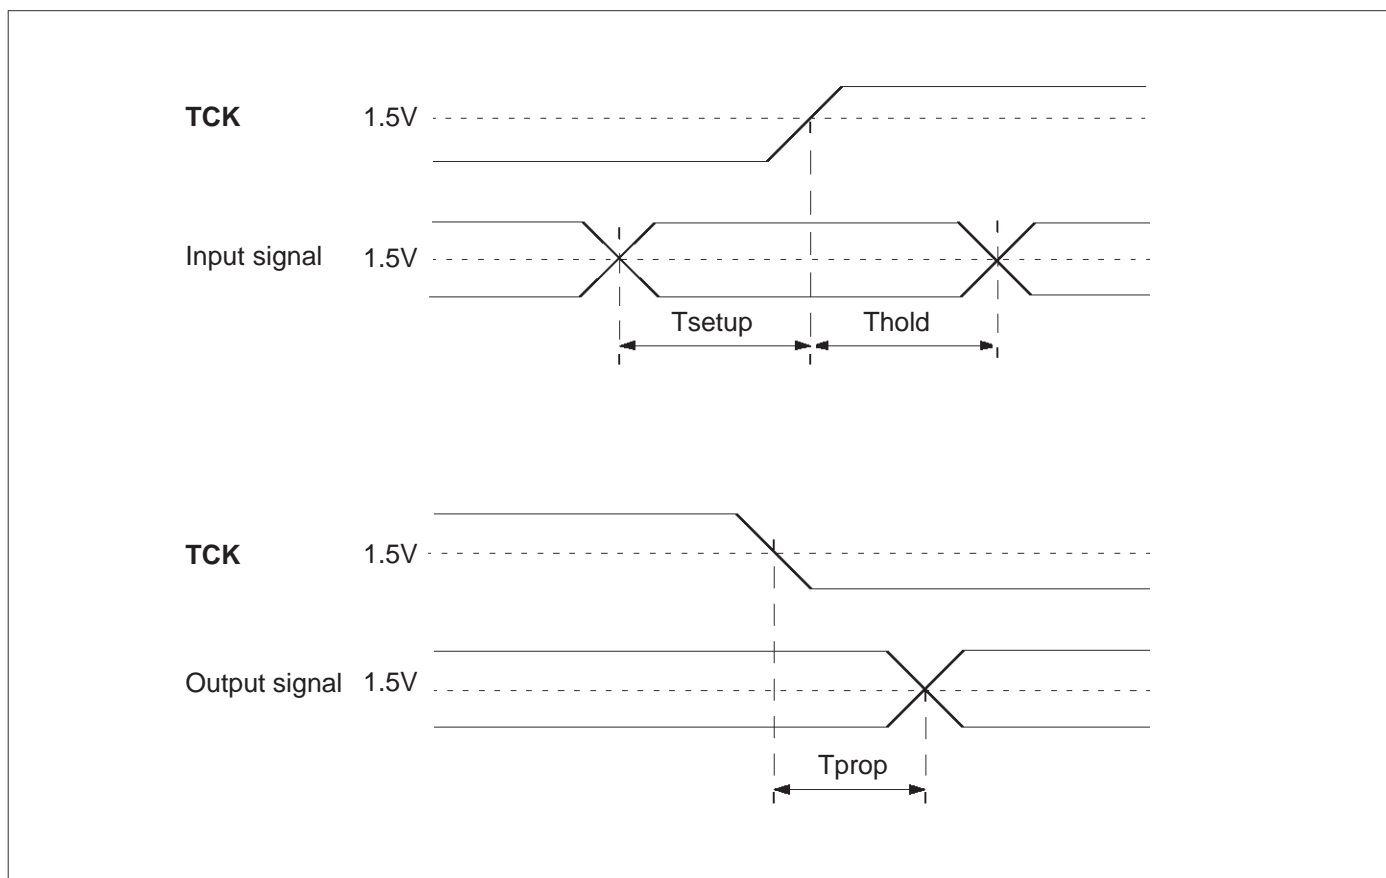 TCK 1.5V
Input signal 1.5V
Tsetup Thold
TCK 1.5V
Output signal 1.5V
Tprop